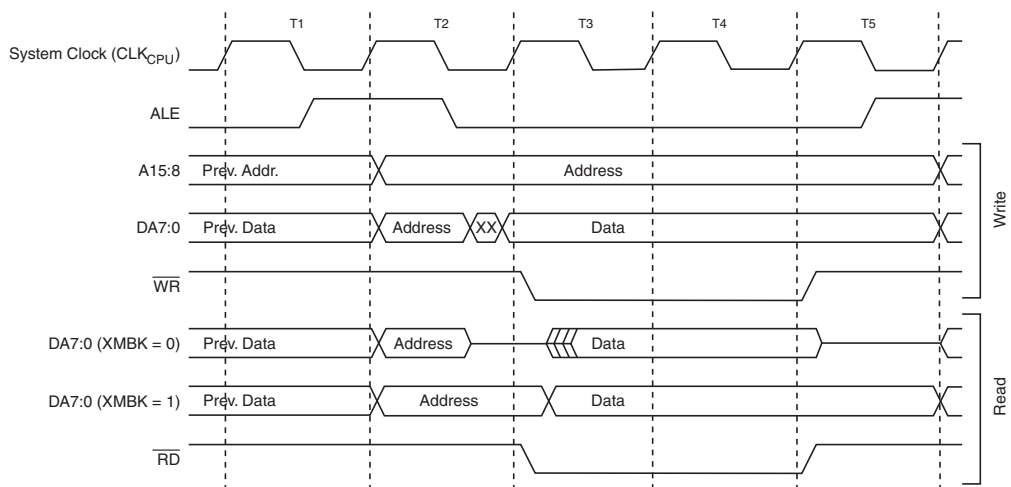 T1 T2 T3 T4 T5
System Clock (CLKCPU)
ALE
A15:8 Prev. Addr. Address
DA7:0 Prev. Data Address XX Data
WR
Write
DA7:0 (XMBK = 0) Prev. Data Address Data
DA7:0 (XMBK = 1) Prev. Data Address Data
RD
Read